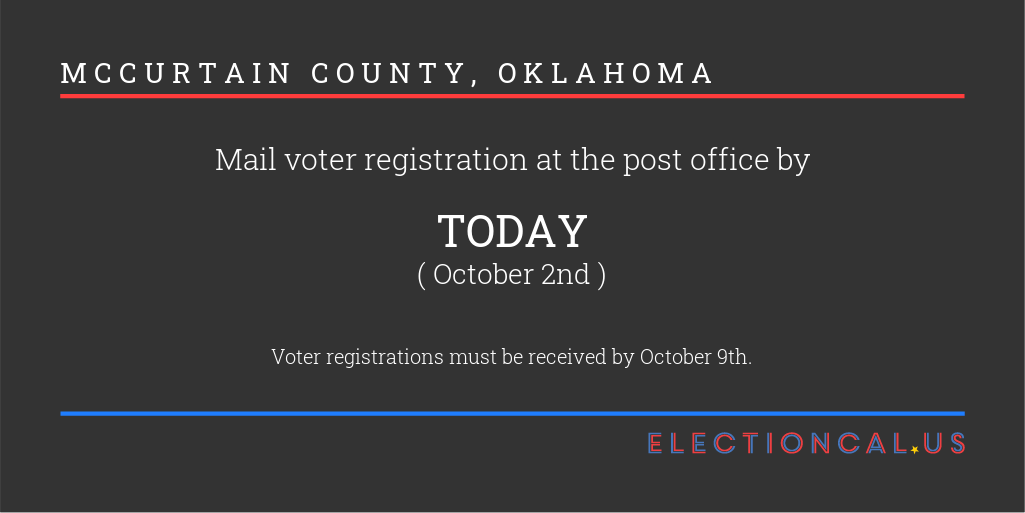 MCCURTAIN COUNTY, OKLAHOMA
Mail voter registration at the post office by
TODAY
( October 2nd )
Voter registrations must be received by October 9th.
ELECTIONCAL.US